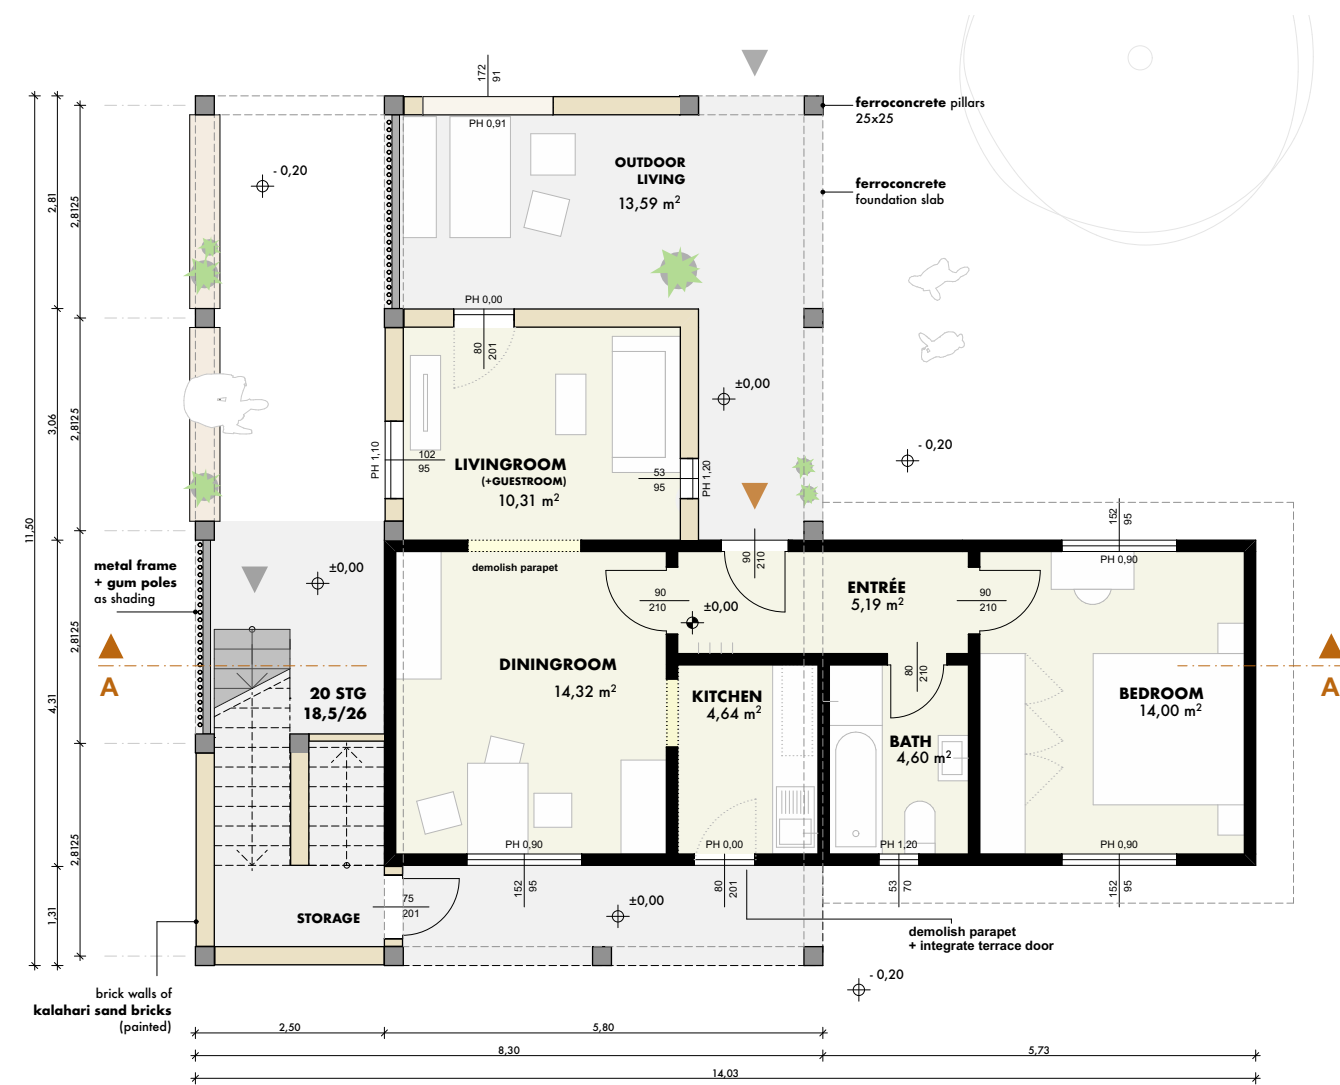 172
91
PH 0,91
ferroconcrete pillars
25x25
OUTDOOR
LIVING
13,59 m²
ferroconcrete
foundation slab
- 0,20
2,81
2,8125
PH 0,00
80
201
±0,00
3,06
2,8125
PH 1,10
102
95
LIVINGROOM
(+GUESTROOM)
10,31 m²
53
95
PH 1,20
- 0,20
11,50
152
95
metal frame
+ gum poles
as shading
±0,00
demolish parapet
90
210
PH 0,90
ENTRÉE
5,19 m²
90
210
±0,00
90
210
2,8125
A
DININGROOM
14,32 m²
KITCHEN
4,64 m²
80
210
BEDROOM
14,00 m²
A
20 STG
18,5/26
4,31
BATH
4,60 m²
2,8125
PH 0,90
PH 0,00
PH 1,20
PH 0,90
152
95
80
201
53
70
152
95
1,31
STORAGE
75
201
±0,00
demolish parapet
+ integrate terrace door
- 0,20
brick walls of
kalahari sand bricks
(painted)
2,50
5,80
8,30
5,73
14,03